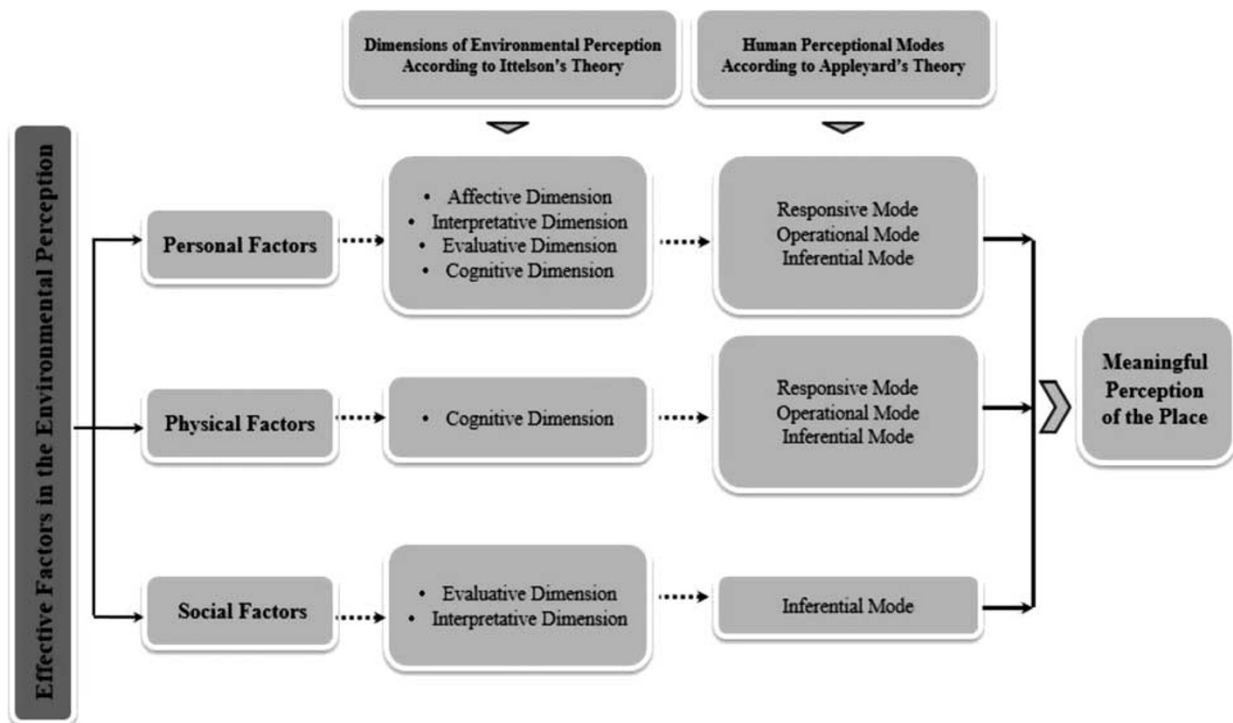 Dimensions of Environmental Perception
According to Ittelson's Theory
Human Perceptional Modes
According to Appleyard's Theory
Effective Factors in the Environmental Perception
Personal Factors
• Affective Dimension
• Interpretative Dimension
• Evaluative Dimension
• Cognitive Dimension
Responsive Mode
Operational Mode
Inferential Mode
Physical Factors
• Cognitive Dimension
Responsive Mode
Operational Mode
Inferential Mode
Social Factors
• Evaluative Dimension
• Interpretative Dimension
Inferential Mode
Meaningful
Perception
of the Place